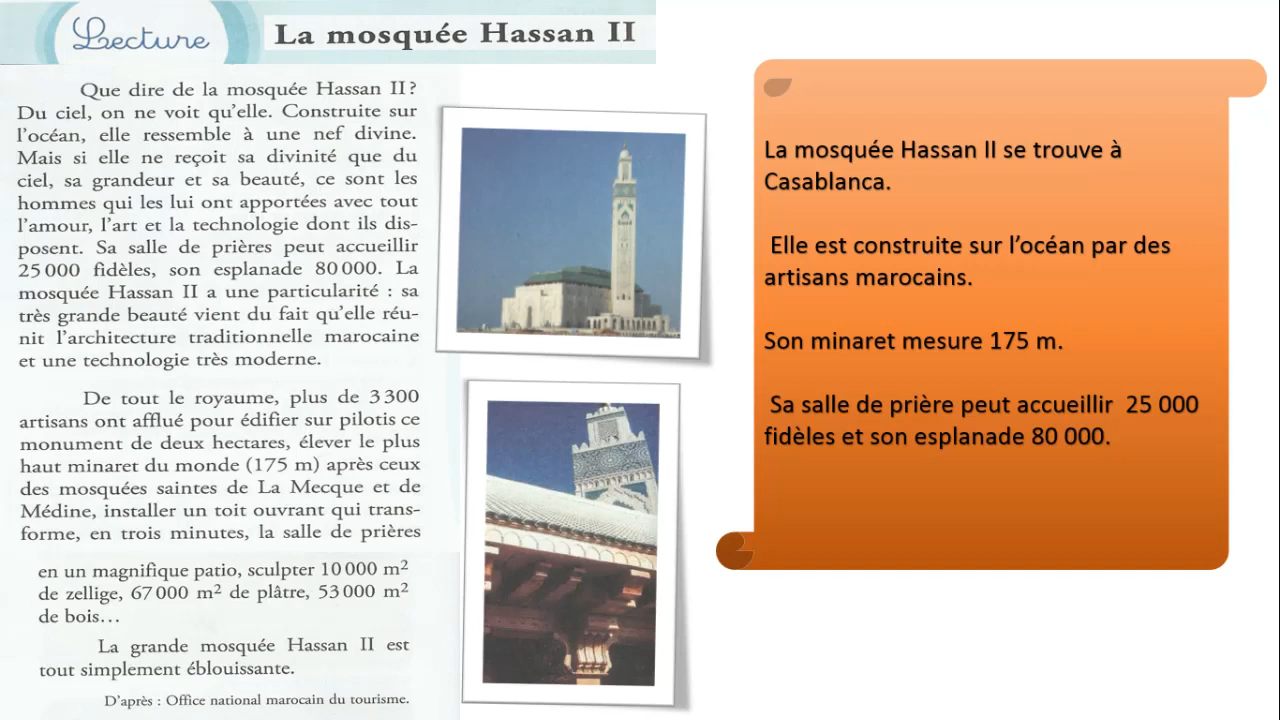 Lecture
La mosquée Hassan II
Que dire de la mosquée Hassan II ?
Du ciel, on ne voit qu'elle. Construite sur
l'océan, elle ressemble à une nef divine.
Mais si elle ne reçoit sa divinité que du
ciel, sa grandeur et sa beauté, ce sont les
hommes qui les lui ont apportées avec tout
l'amour, l'art et la technologie dont ils dis-
posent. Sa salle de prières peut accueillir
25 000 fidèles, son esplanade 80 000. La
mosquée Hassan II a une particularité : sa
très grande beauté vient du fait qu'elle réu-
nit l'architecture traditionnelle marocaine
et une technologie très moderne.
De tout le royaume, plus de 3 300
artisans ont afflué pour édifier sur pilotis ce
monument de deux hectares, élever le plus
haut minaret du monde (175 m) après ceux
des mosquées saintes de La Mecque et de
Médine, installer un toit ouvrant qui trans-
forme, en trois minutes, la salle de prières
en un magnifique patio, sculpter 10 000 m²
de zellige, 67 000 m² de plâtre, 53 000 m²
de bois…
La grande mosquée Hassan II est
tout simplement éblouissante.
D'après : Office national marocain du tourisme.
La mosquée Hassan II se trouve à
Casablanca.
Elle est construite sur l'océan par des
artisans marocains.
Son minaret mesure 175 m.
Sa salle de prière peut accueillir 25 000
fidèles et son esplanade 80 000.